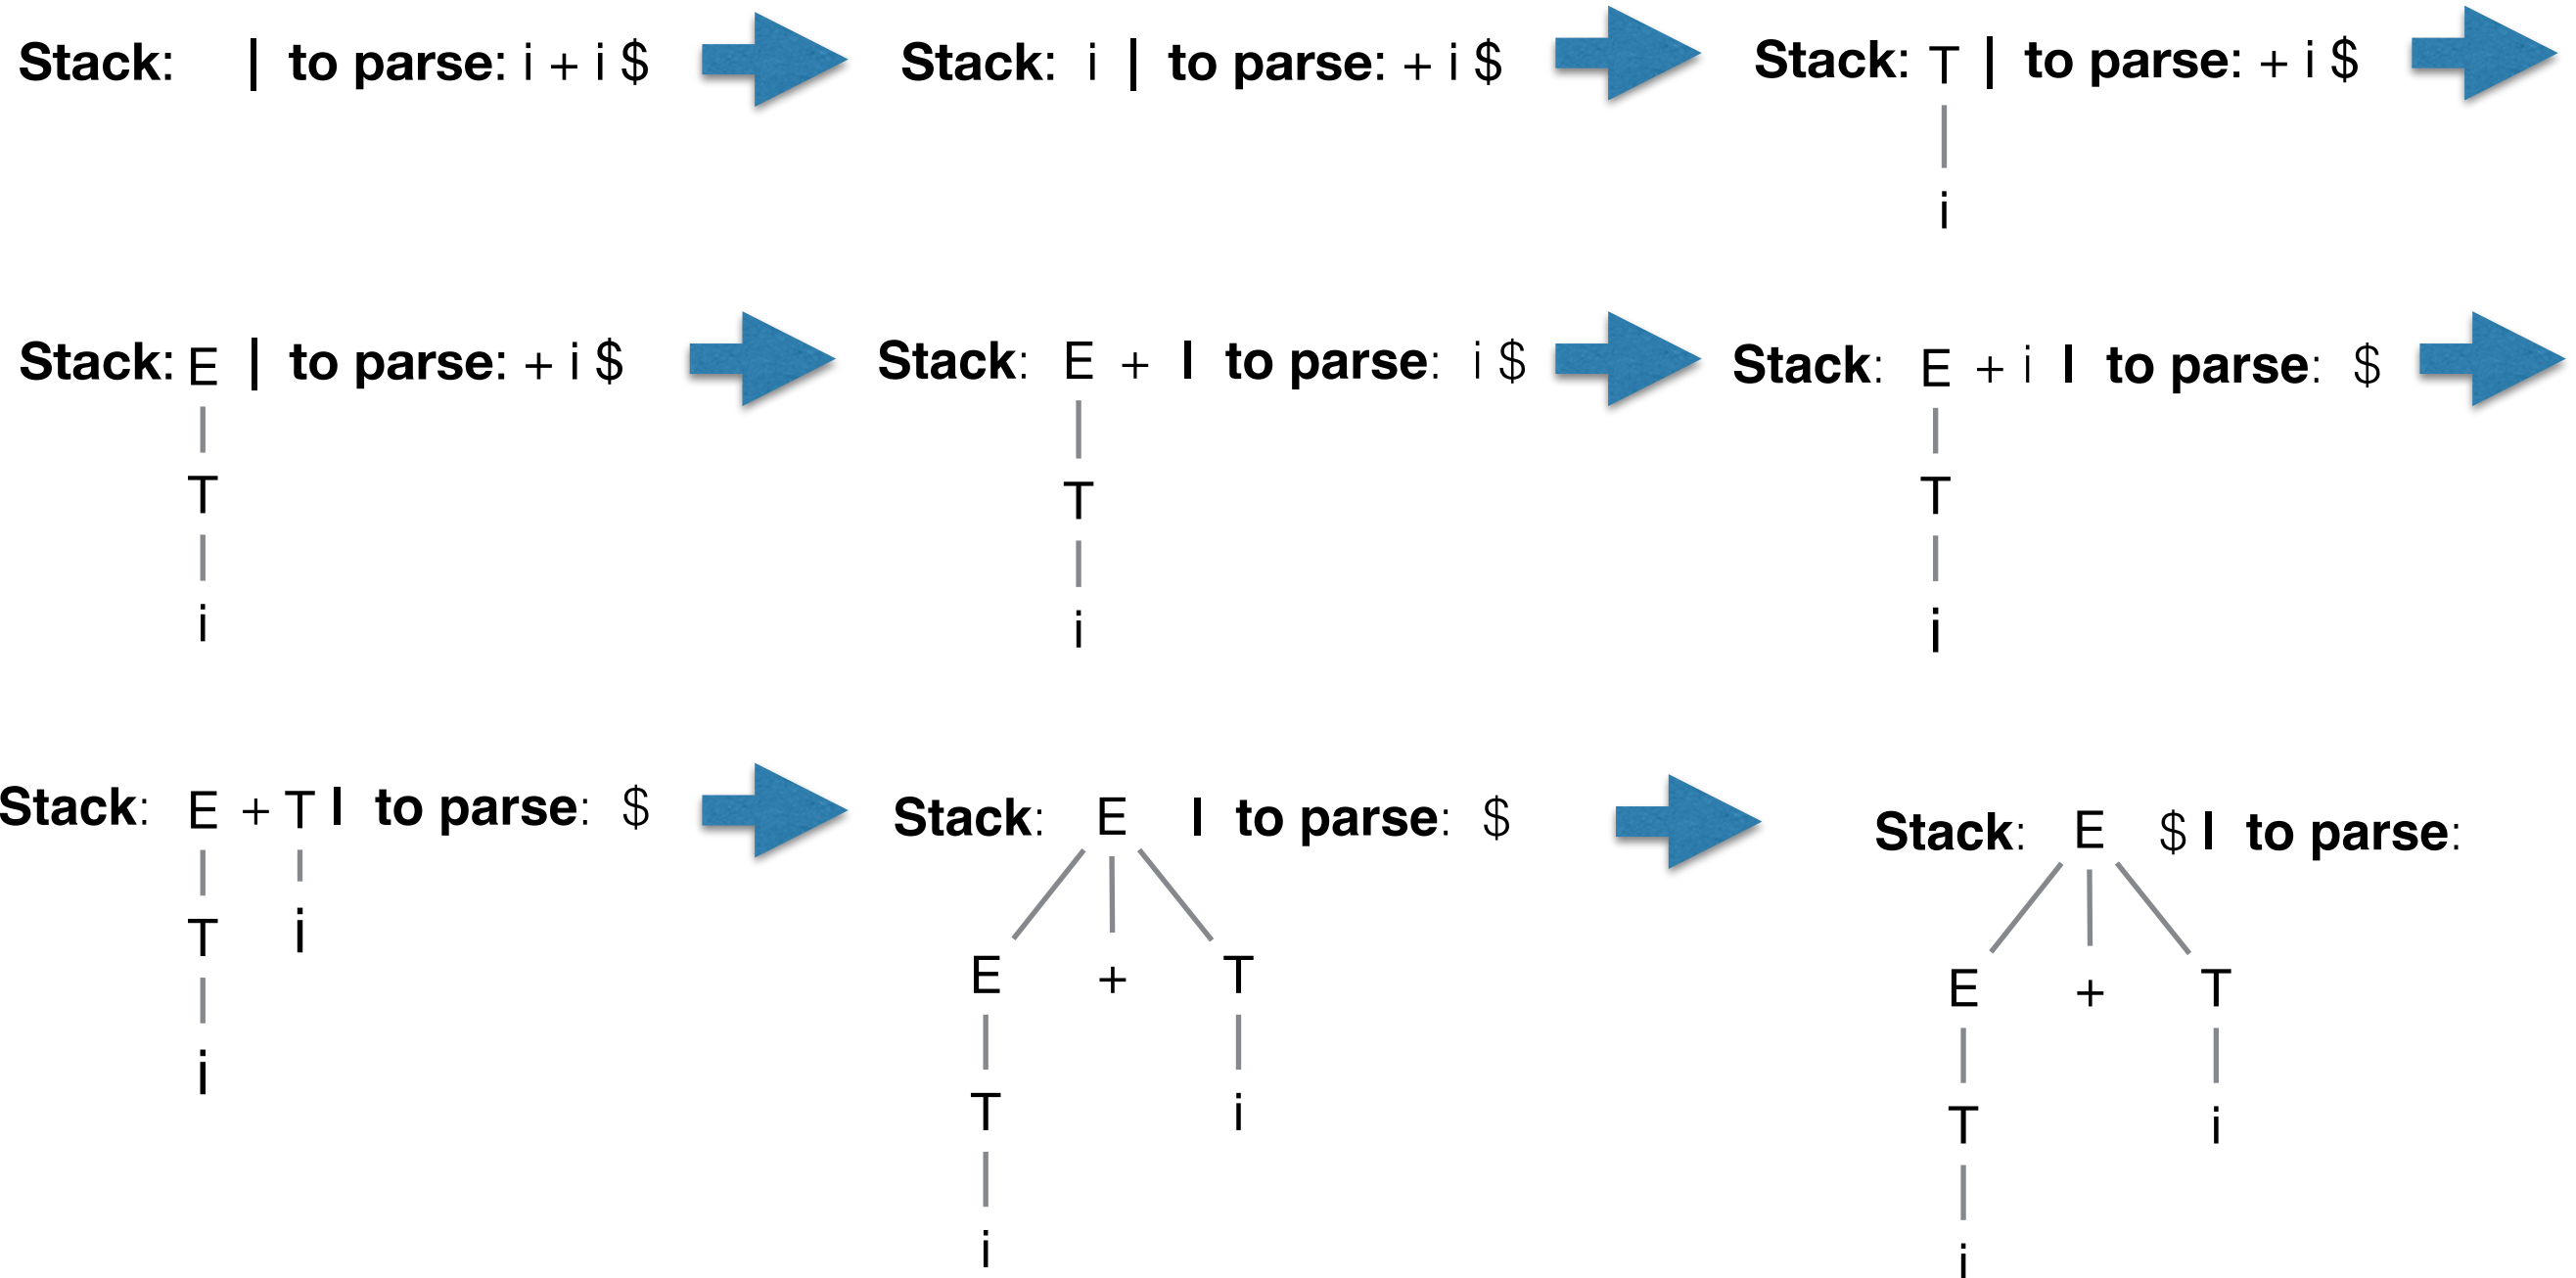 Stack: | to parse: i + i $
Stack: i | to parse: + i $
Stack: T | to parse: + i $
i
Stack: E | to parse: + i $
T
i
Stack: E + I to parse: i $
T
i
Stack: E + i I to parse: $
T
i
Stack: E + T I to parse: $
T i
i
Stack: E I to parse: $
E + T
T i
i
Stack: E $ I to parse:
E + T
T i
i